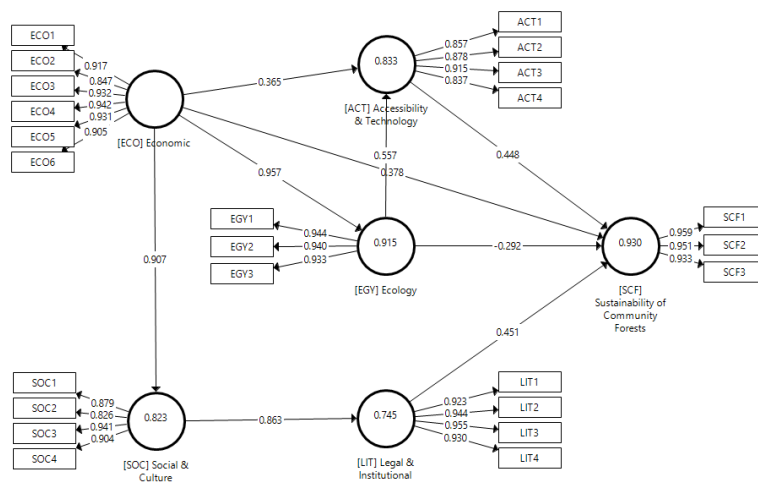 ECO1
ECO2
ECO3
ECO4
ECO5
ECO6
0.917
0.847
0.932
0.942
0.931
0.905
[ECO] Economic
0.365
0.833
[ACT] Accessibility
& Technology
0.857
0.878
0.915
0.837
ACT1
ACT2
ACT3
ACT4
0.557
0.378
0.448
0.957
0.907
EGY1
EGY2
EGY3
0.944
0.940
0.933
0.915
[EGY] Ecology
-0.292
0.930
[SCF]
Sustainability of
Community
Forests
0.959
0.951
0.933
SCF1
SCF2
SCF3
0.451
SOC1
SOC2
SOC3
SOC4
0.879
0.826
0.941
0.904
0.823
[SOC] Social &
Culture
0.863
0.745
[LIT] Legal &
Institutional
0.923
0.944
0.955
0.930
LIT1
LIT2
LIT3
LIT4